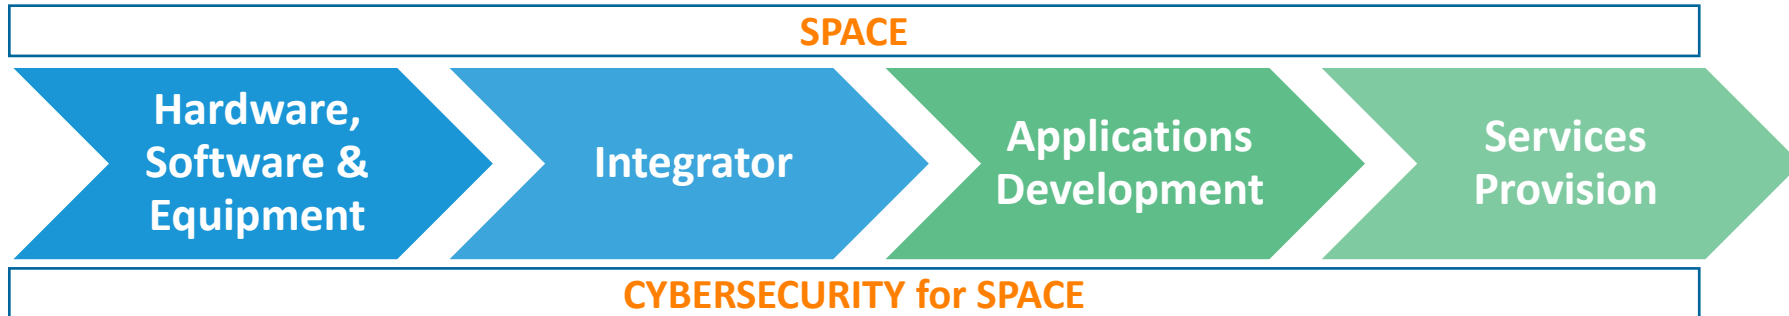 SPACE
Hardware,
Software &
Equipment
Integrator
Applications
Development
Services
Provision
CYBERSECURITY for SPACE